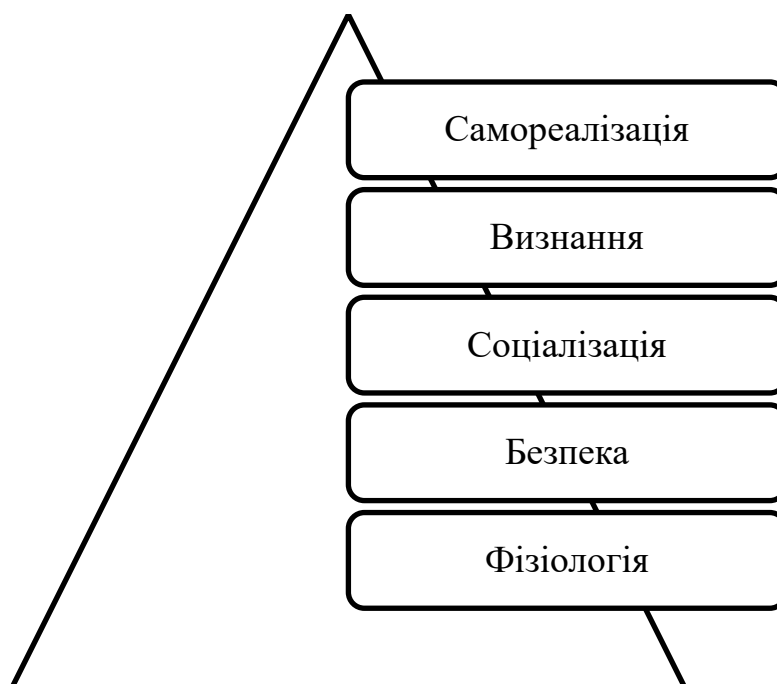 Самореалізація
Визнання
Соціалізація
Безпека
Фізіологія